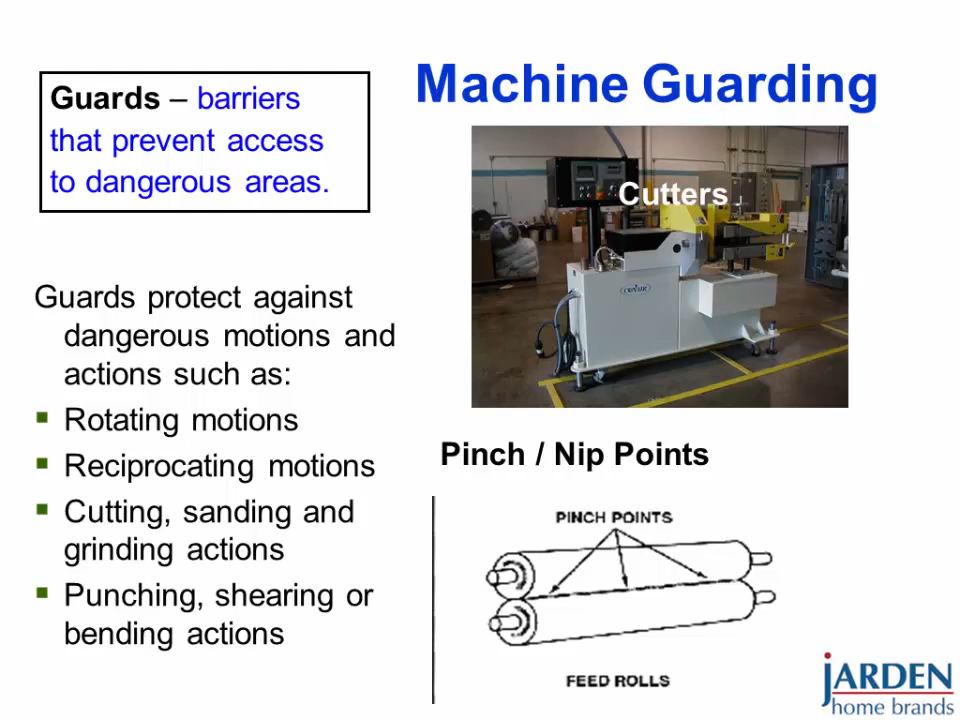 Machine Guarding
Guards – barriers
that prevent access
to dangerous areas.
Cutters
Guards protect against
dangerous motions and
actions such as:
Rotating motions
Reciprocating motions
Cutting, sanding and
grinding actions
Punching, shearing or
bending actions
Pinch / Nip Points
PINCH POINTS
FEED ROLLS
JARDEN
home brands